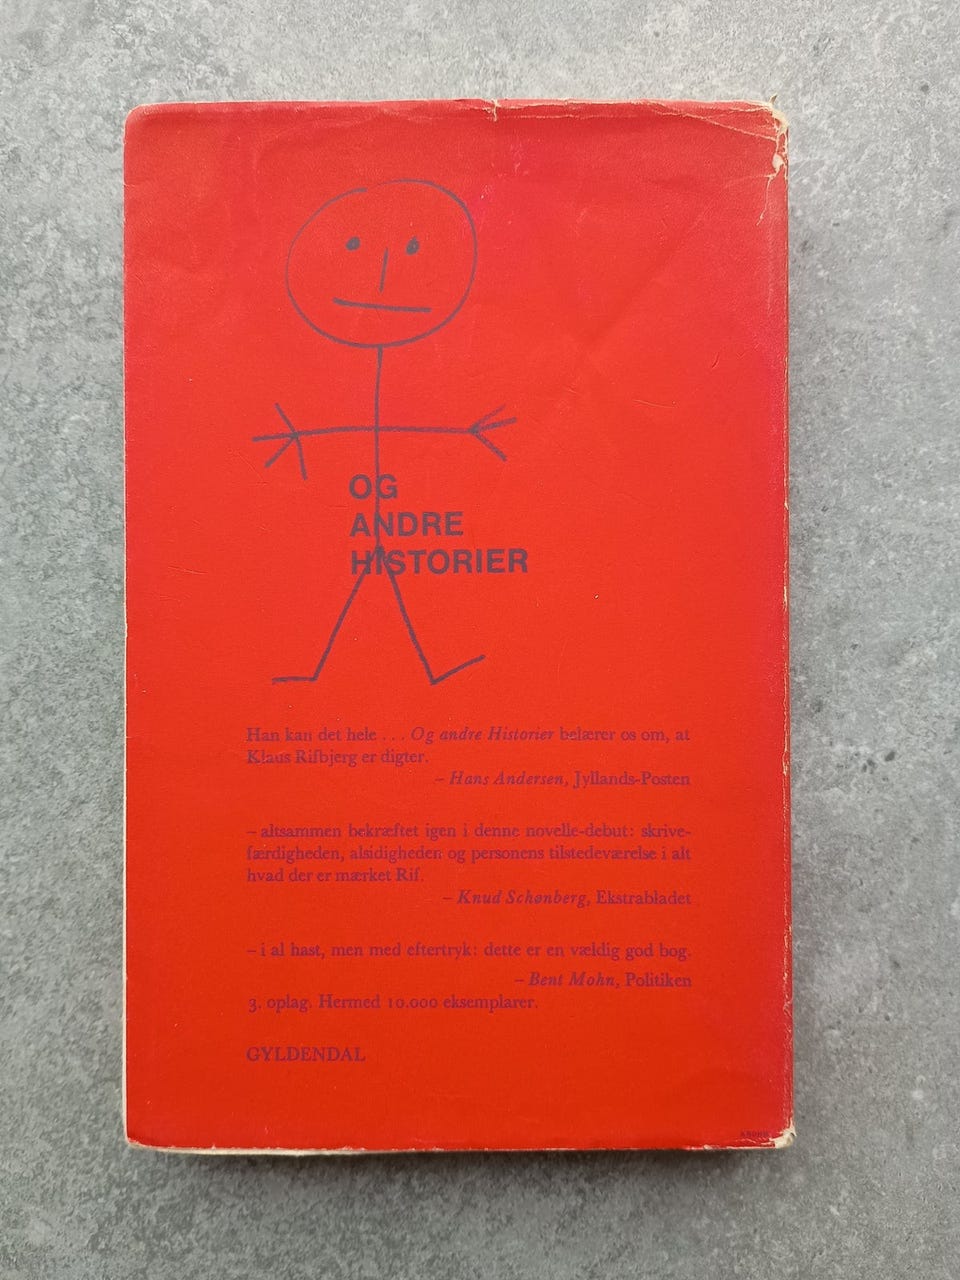 OG
ANDRE
HISTORIER
Han kan det hele . . . Og andre Historier belærer os om, at
Klaus Rifbjerg er digter.
– Hans Andersen, Jyllands-Posten
– altsammen bekræftet igen i denne novelle-debut: skrive-
færdigheden, alsidigheden og personens tilstedeværelse i alt
hvad der er mærket Rif.
– Knud Schønberg, Ekstrabladet
– i al hast, men med eftertryk: dette er en vældig god bog.
– Bent Mohn, Politiken
3. oplag. Hermed 10.000 eksemplarer.
GYLDENDAL